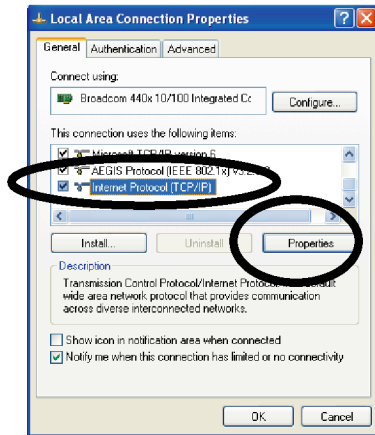 Local Area Connection Properties
General Authentication Advanced
Connect using:
Broadcom 440x 10/100 Integrated Cc
Configure...
This connection uses the following items:
Microsoft TCP/IP version 6
AEGIS Protocol (IEEE 802.1x)
Internet Protocol (TCP/IP)
Install... Uninstall Properties
Description
Transmission Control Protocol/Internet Protocol
wide area network protocol that provides communication
across diverse interconnected networks.
Show icon in notification area when connected
Notify me when this connection has limited or no connectivity
OK Cancel